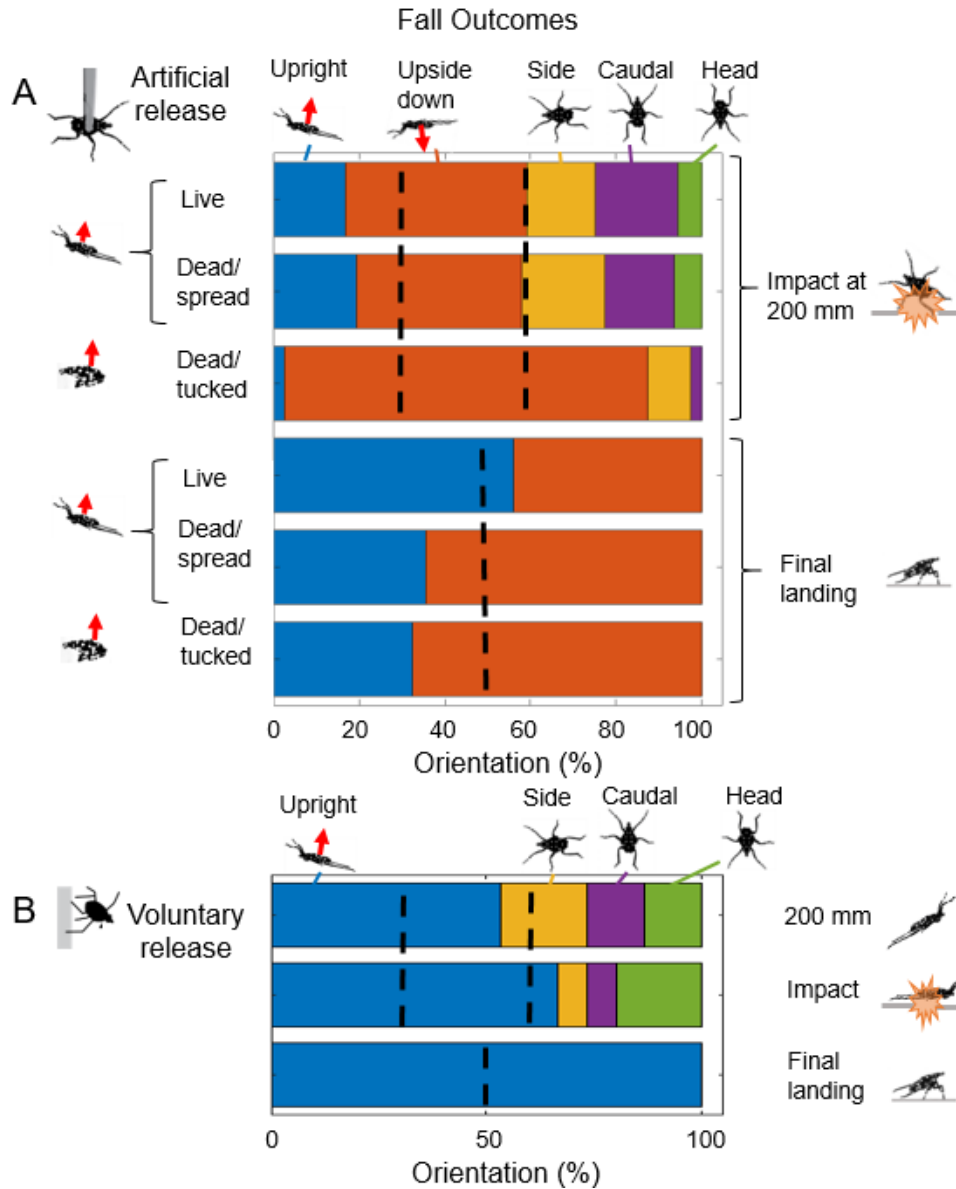 Fall Outcomes
A
Artificial
release
Upright
Upside
down
Side
Caudal
Head
Live
Dead/
spread
Dead/
tucked
Impact at
200 mm
Live
Dead/
spread
Dead/
tucked
Final
landing
0 20 40 60 80 100
Orientation (%)
Upright
Side
Caudal
Head
B
Voluntary
release
200 mm
Impact
Final
landing
0 50 100
Orientation (%)